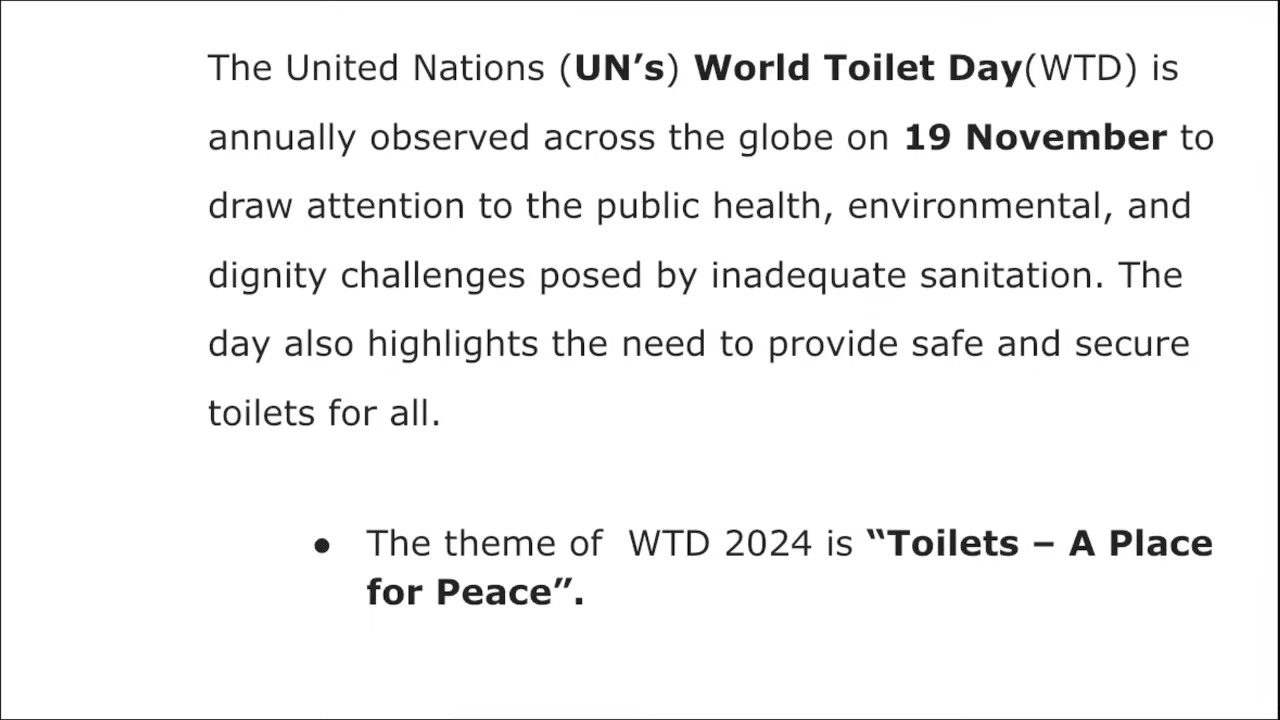 The United Nations (UN’s) World Toilet Day(WTD) is
annually observed across the globe on 19 November to
draw attention to the public health, environmental, and
dignity challenges posed by inadequate sanitation. The
day also highlights the need to provide safe and secure
toilets for all.
● The theme of  WTD 2024 is “Toilets – A Place
for Peace”.